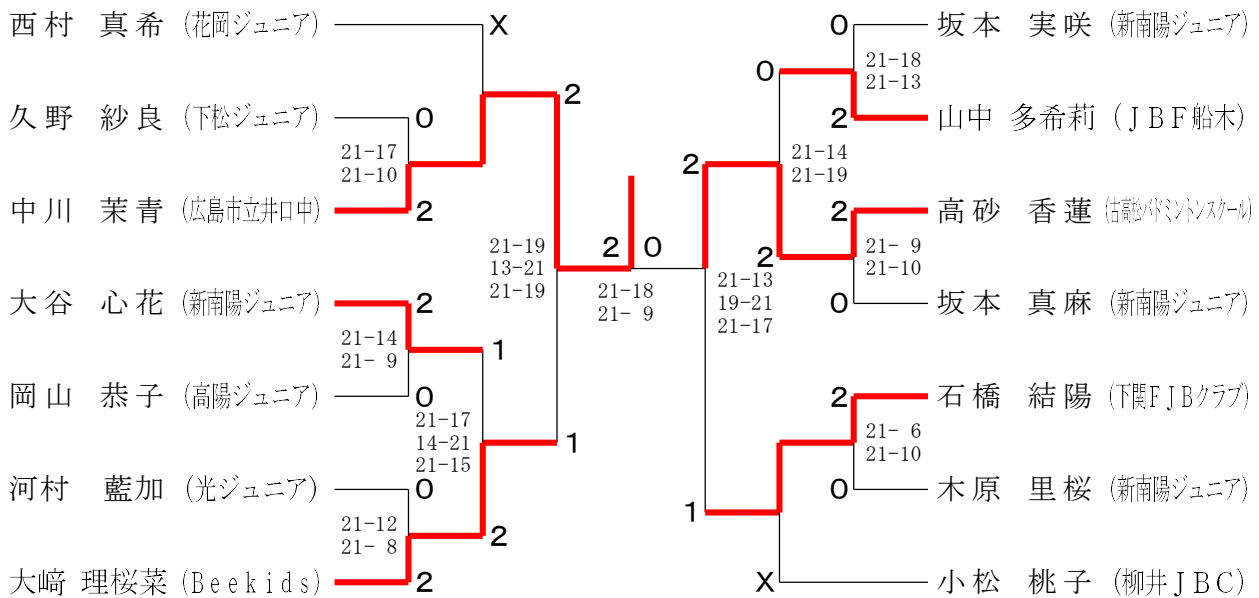 西村 真希 (花岡ジュニア)
X
久野 紗良 (下松ジュニア)
0
21-17
21-10
中川 茉青 (広島市立井口中)
2
2
大谷 心花 (新南陽ジュニア)
2
21-14
21- 9
1
岡山 恭子 (高陽ジュニア)
0
21-17
14-21
21-15
河村 藍加 (光ジュニア)
0
21-12
21- 8
2
大﨑 理桜菜 (Beekids)
2
1
21-19
13-21
21-19
2
0
21-18
21- 9
坂本 実咲 (新南陽ジュニア)
0
21-18
21-13
0
山中 多希莉 (JBF船木)
2
21-14
21-19
2
高砂 香蓮 (古高松バドミントンスクール)
2
21- 9
21-10
2
坂本 真麻 (新南陽ジュニア)
0
21-13
19-21
21-17
石橋 結陽 (下関FJBクラブ)
2
21- 6
21-10
木原 里桜 (新南陽ジュニア)
0
1
小松 桃子 (柳井JBC)
X